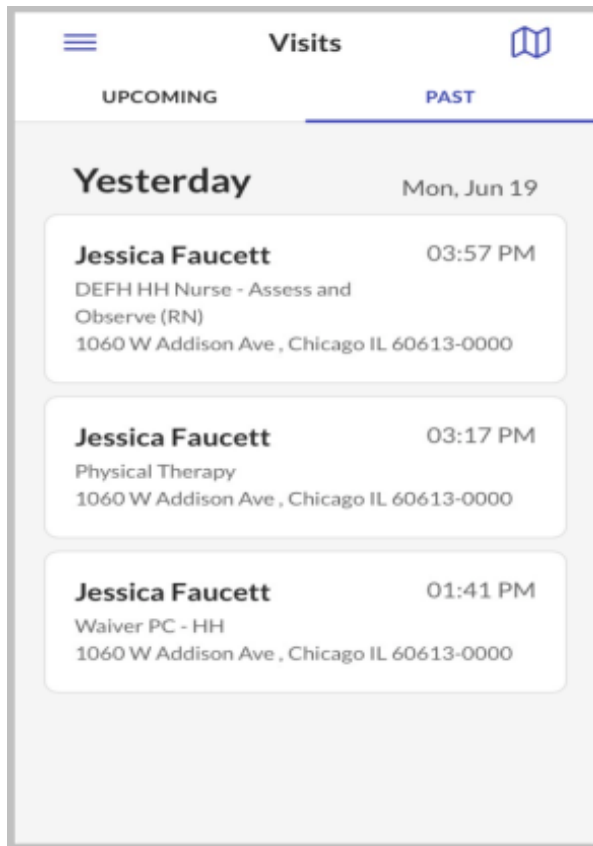 Visits
UPCOMING PAST
Yesterday Mon, Jun 19
Jessica Faucett 03:57 PM
DEFH HH Nurse - Assess and
Observe (RN)
1060 W Addison Ave , Chicago IL 60613-0000
Jessica Faucett 03:17 PM
Physical Therapy
1060 W Addison Ave , Chicago IL 60613-0000
Jessica Faucett 01:41 PM
Waiver PC - HH
1060 W Addison Ave , Chicago IL 60613-0000